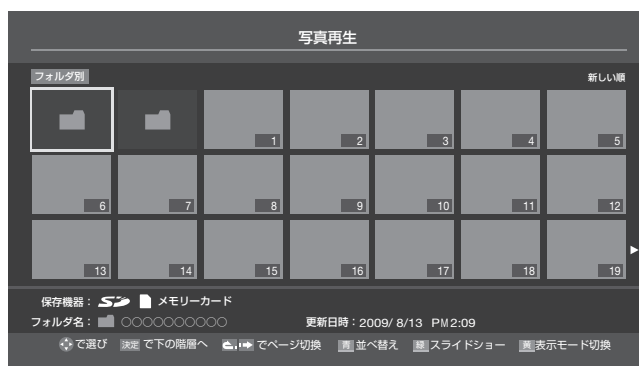 写真再生
フォルダ別 新しい順
1 2 3 4 5
6 7 8 9 10 11 12
13 14 15 16 17 18 19
保存機器： SD メモリーカード
フォルダ名： ○○○○○○○○○○ 更新日時：2009/ 8/13 PM2:09
で選び 決定 で下の階層へ でページ切換 青 並べ替え 緑 スライドショー 黄 表示モード切換